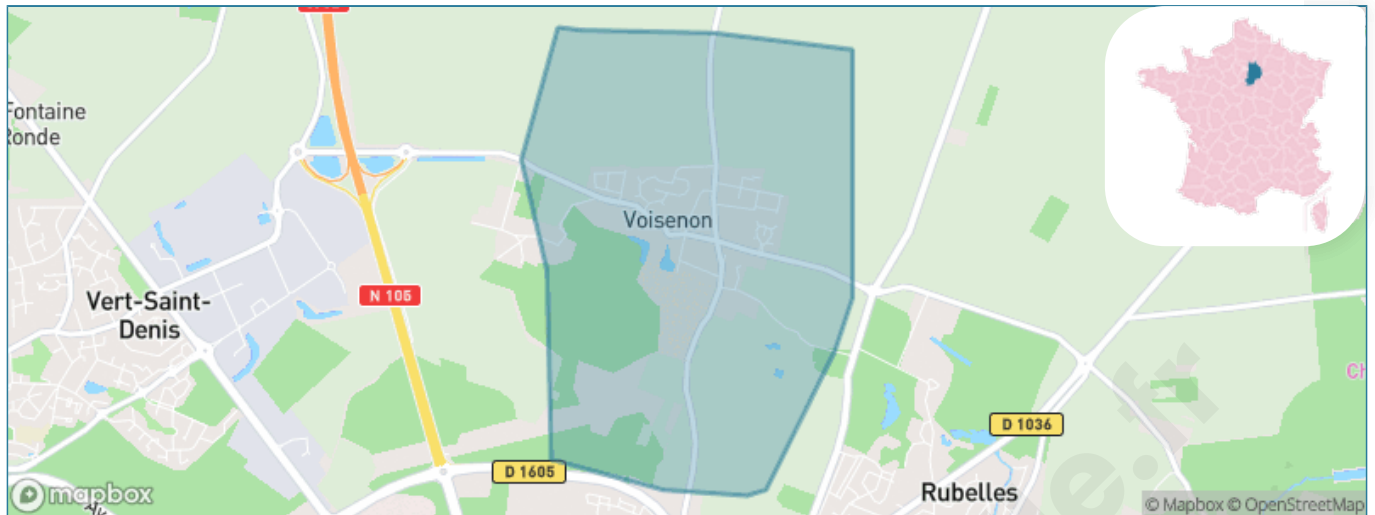 Fontaine
Ronde
Voisenon
Vert-Saint-
Denis
N 105
D 1605
D 1036
Rubelles
mapbox
© Mapbox © OpenStreetMap